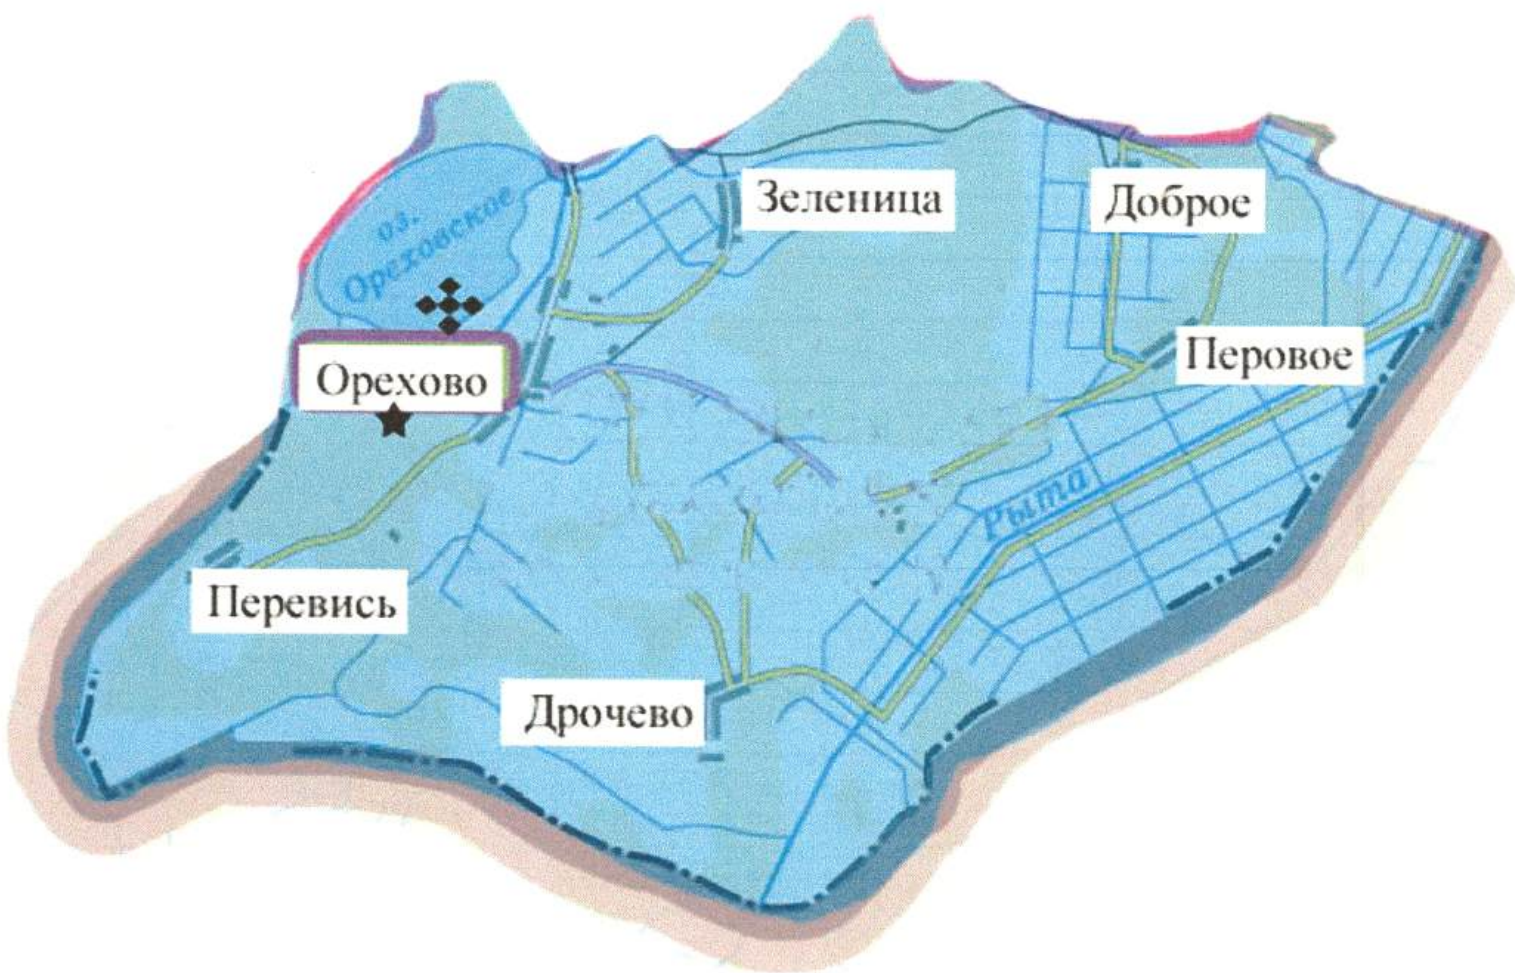 Зеленица
Доброе
оз.
Ореховское
Орехово
Перовое
Рыта
Перевись
Дрочево